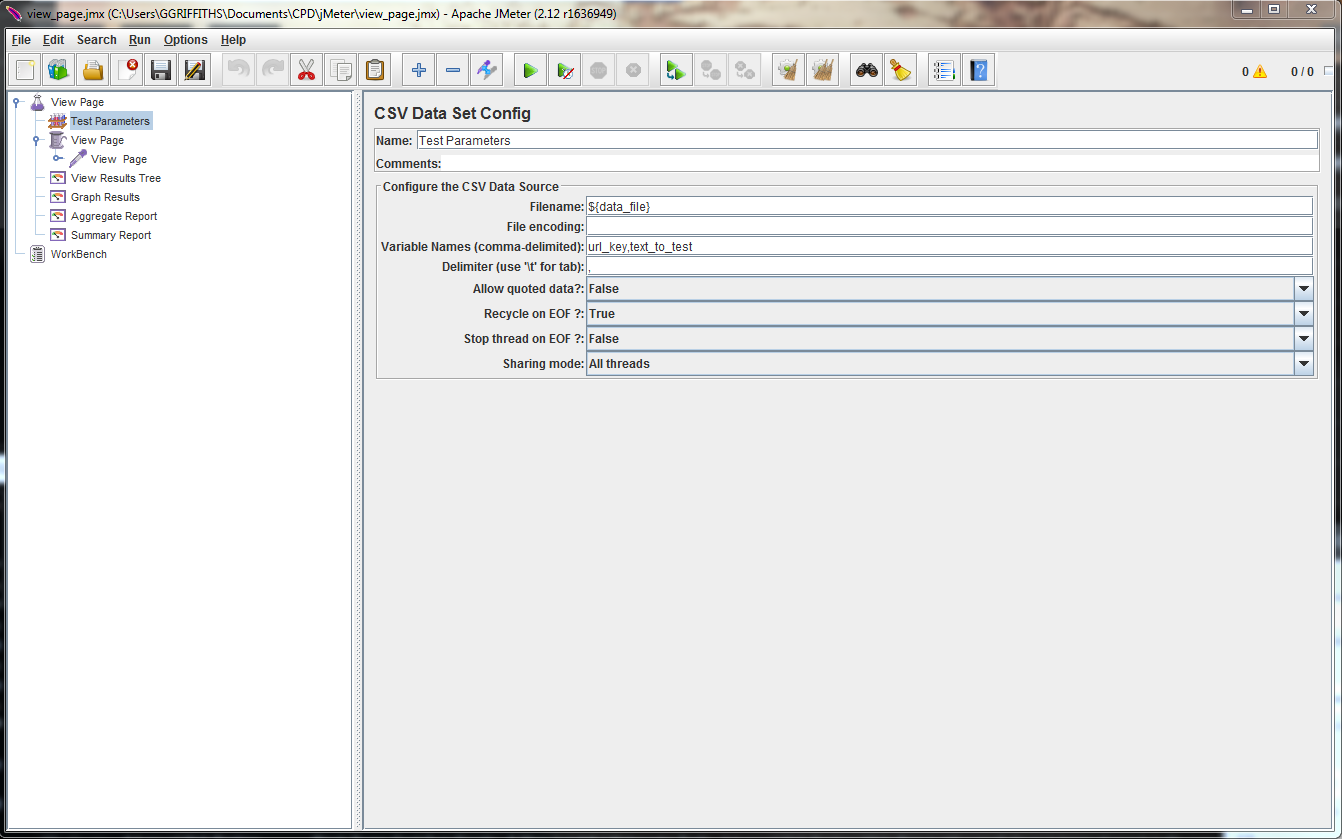 view_page.jmx (C:\Users\GGRIFFITHS\Documents\CPD\jMeter\view_page.jmx) - Apache JMeter (2.12 r1636949)
File Edit Search Run Options Help
0 0 / 0
View Page
Test Parameters
View Page
View Page
View Results Tree
Graph Results
Aggregate Report
Summary Report
WorkBench
CSV Data Set Config
Name: Test Parameters
Comments:
Configure the CSV Data Source
Filename: ${data_file}
File encoding:
Variable Names (comma-delimited): url_key,text_to_test
Delimiter (use '\t' for tab): ,
Allow quoted data?: False
Recycle on EOF ?: True
Stop thread on EOF ?: False
Sharing mode: All threads